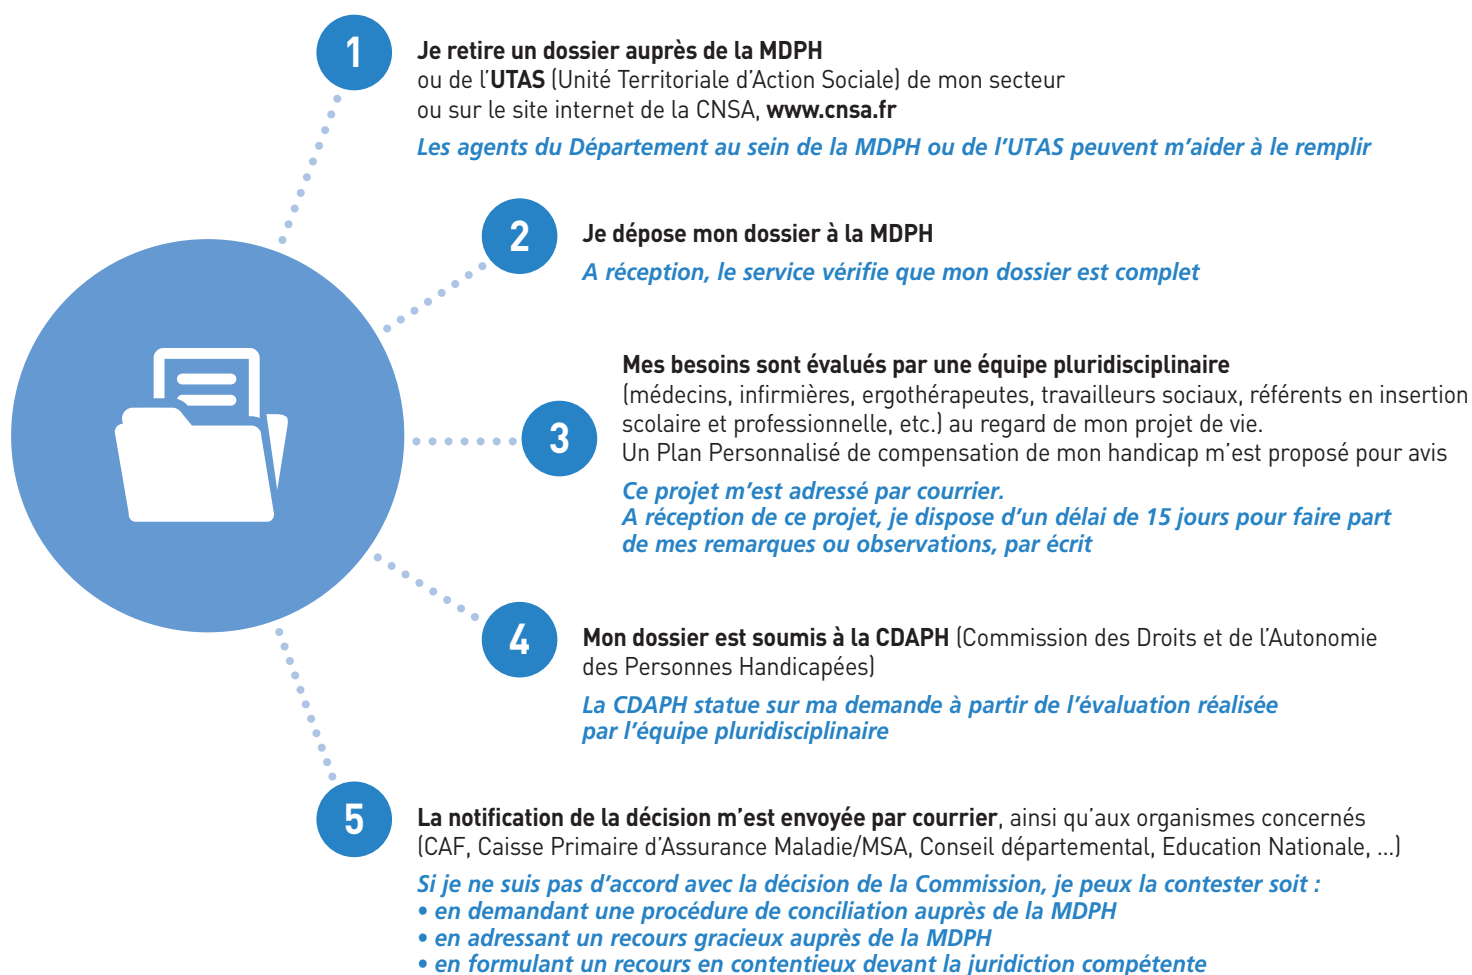 1
Je retire un dossier auprès de la MDPH
ou de l'UTAS (Unité Territoriale d'Action Sociale) de mon secteur
ou sur le site internet de la CNSA, www.cnsa.fr
Les agents du Département au sein de la MDPH ou de l'UTAS peuvent m'aider à le remplir
2
Je dépose mon dossier à la MDPH
A réception, le service vérifie que mon dossier est complet
3
Mes besoins sont évalués par une équipe pluridisciplinaire
(médecins, infirmières, ergothérapeutes, travailleurs sociaux, référents en insertion
scolaire et professionnelle, etc.) au regard de mon projet de vie.
Un Plan Personnalisé de compensation de mon handicap m'est proposé pour avis
Ce projet m'est adressé par courrier.
A réception de ce projet, je dispose d'un délai de 15 jours pour faire part
de mes remarques ou observations, par écrit
4
Mon dossier est soumis à la CDAPH (Commission des Droits et de l'Autonomie
des Personnes Handicapées)
La CDAPH statue sur ma demande à partir de l'évaluation réalisée
par l'équipe pluridisciplinaire
5
La notification de la décision m'est envoyée par courrier, ainsi qu'aux organismes concernés
(CAF, Caisse Primaire d'Assurance Maladie/MSA, Conseil départemental, Education Nationale, ...)
Si je ne suis pas d'accord avec la décision de la Commission, je peux la contester soit :
• en demandant une procédure de conciliation auprès de la MDPH
• en adressant un recours gracieux auprès de la MDPH
• en formulant un recours en contentieux devant la juridiction compétente